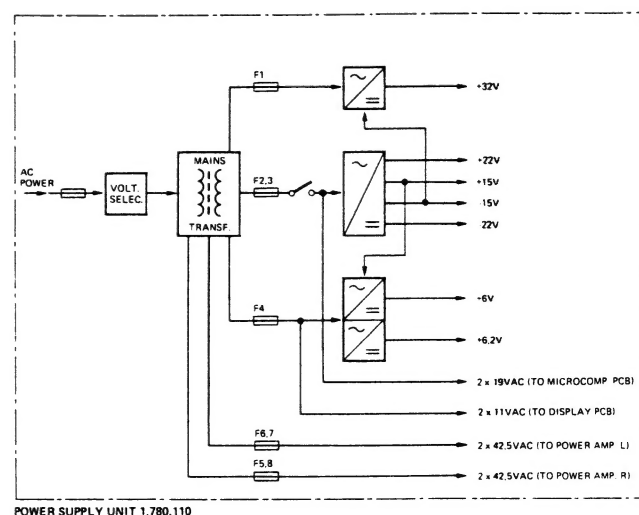 F1
+32V
AC
POWER
VOLT.
SELEC.
MAINS
TRANSF.
F2,3
+22V
+15V
-15V
-22V
F4
+6V
+6,2V
2 x 19VAC (TO MICROCOMP. PCB)
2 x 11VAC (TO DISPLAY PCB)
F6,7
2 x 42,5VAC (TO POWER AMP. L)
F5,8
2 x 42,5VAC (TO POWER AMP. R)
POWER SUPPLY UNIT 1.780.110